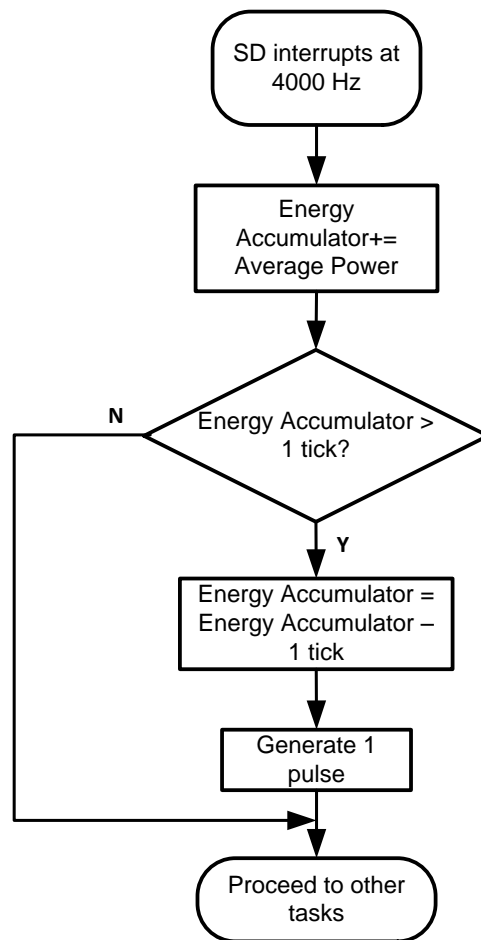 SD interrupts at
4000 Hz
Energy
Accumulator+=
Average Power
N
Energy Accumulator >
1 tick?
Y
Energy Accumulator =
Energy Accumulator –
1 tick
Generate 1
pulse
Proceed to other
tasks